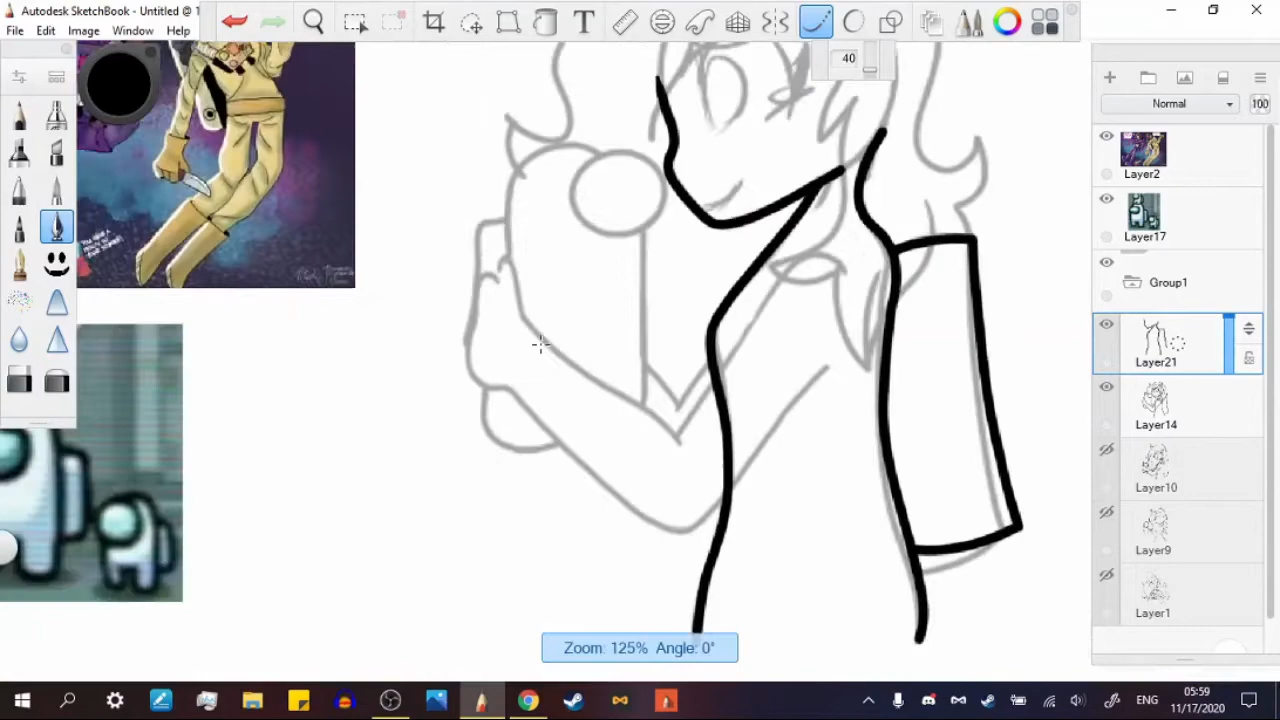 Autodesk SketchBook - Untitled @ 1
File Edit Image Window Help
T
40
100
Normal
Layer2
Layer17
Group1
Layer21
Layer14
Layer10
Layer9
Layer1
Zoom: 125% Angle: 0°
ENG
05:59
11/17/2020